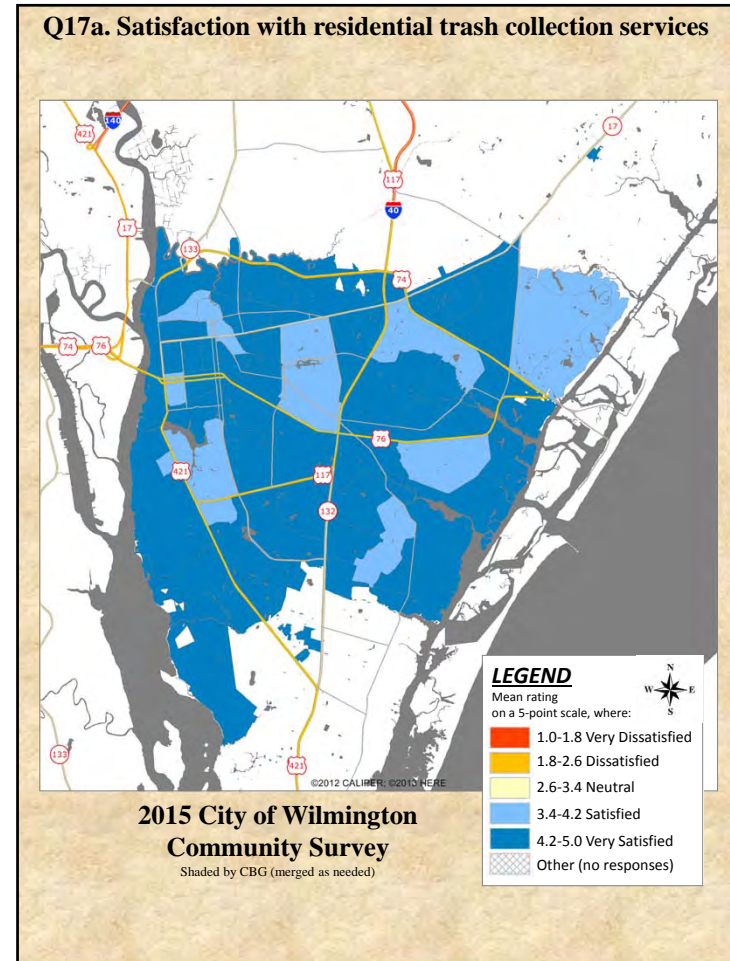 Q17a. Satisfaction with residential trash collection services
140
421
17
117
40
17
133
74
74
76
76
421
117
132
133
421
©2012 CALIPER; ©2013 HERE
LEGEND
Mean rating
on a 5-point scale, where:
N
W
E
S
1.0-1.8 Very Dissatisfied
1.8-2.6 Dissatisfied
2.6-3.4 Neutral
3.4-4.2 Satisfied
4.2-5.0 Very Satisfied
Other (no responses)
2015 City of Wilmington
Community Survey
Shaded by CBG (merged as needed)